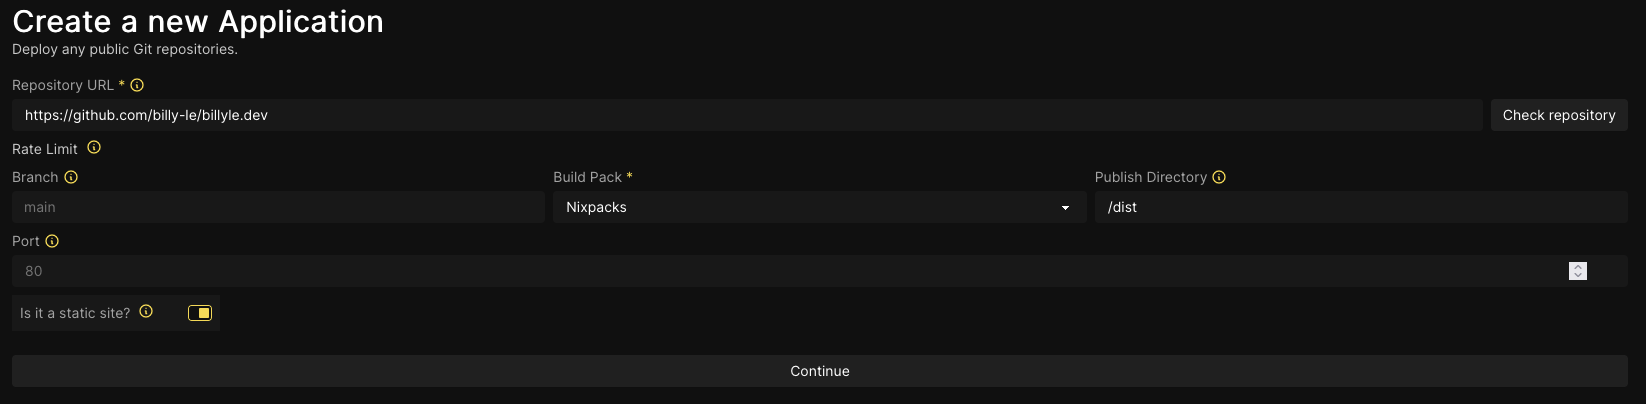 Create a new Application
Deploy any public Git repositories.
Repository URL *
https://github.com/billy-le/billyle.dev
Check repository
Rate Limit
Branch
Build Pack *
Publish Directory
main
Nixpacks
/dist
Port
80
Is it a static site?
Continue